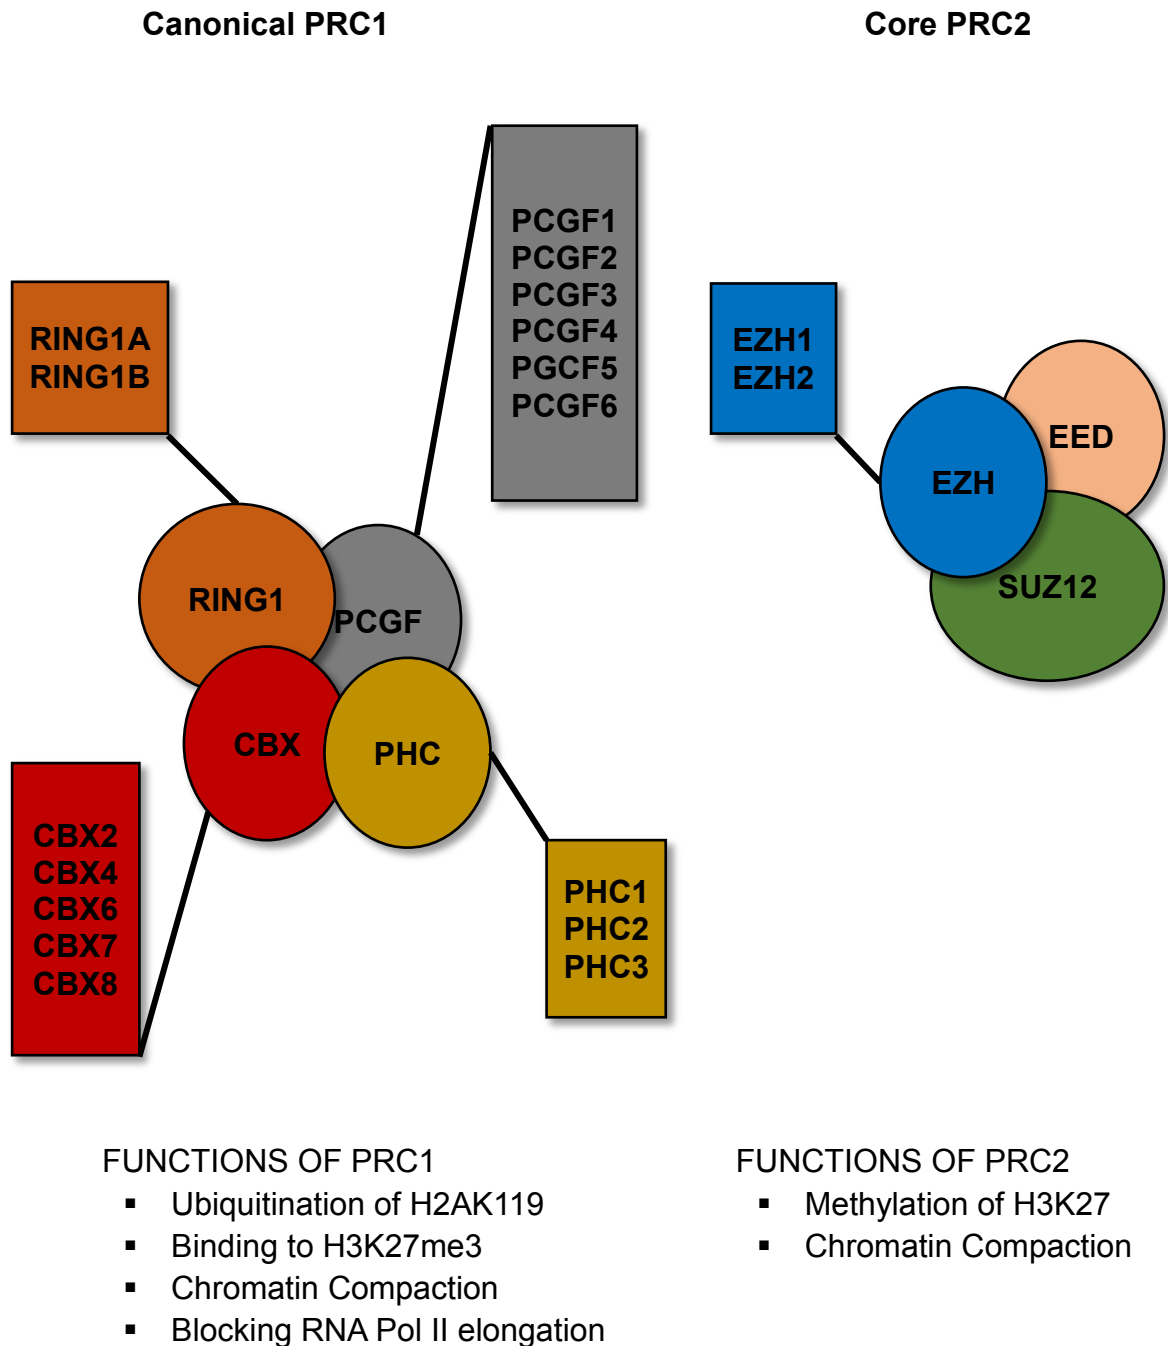 Canonical PRC1
Core PRC2
PCGF1
PCGF2
PCGF3
PCGF4
PGCF5
PCGF6
RING1A
RING1B
EZH1
EZH2
EED
EZH
SUZ12
RING1
PCGF
CBX
PHC
CBX2
CBX4
CBX6
CBX7
CBX8
PHC1
PHC2
PHC3
FUNCTIONS OF PRC1
▪ Ubiquitination of H2AK119
▪ Binding to H3K27me3
▪ Chromatin Compaction
▪ Blocking RNA Pol II elongation
FUNCTIONS OF PRC2
▪ Methylation of H3K27
▪ Chromatin Compaction